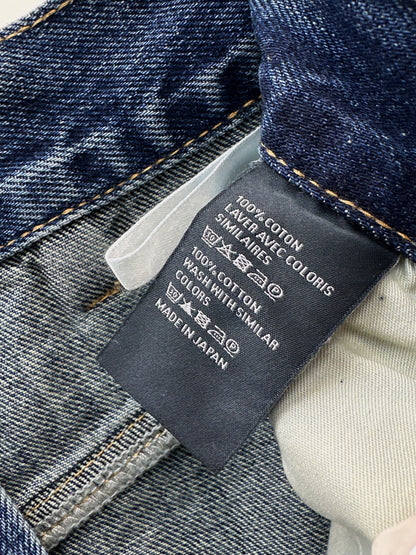 100% COTON
LAVER AVEC COLORIS
SIMILAIRES
100% COTTON
WASH WITH SIMILAR
COLORS
MADE IN JAPAN